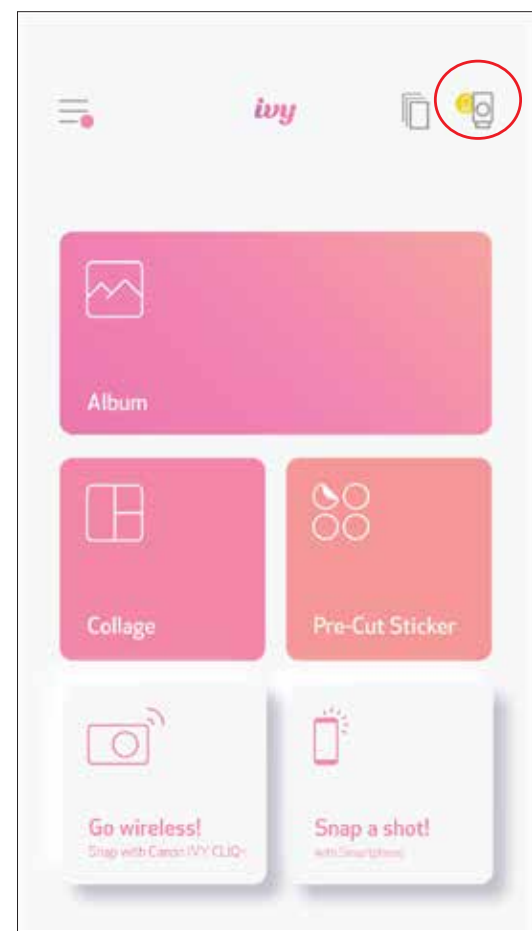 ivy
Album
Collage
Pre-Cut Sticker
Go wireless!
Snap with Canon IVY CLIQ+
Snap a shot!
with Smartphone